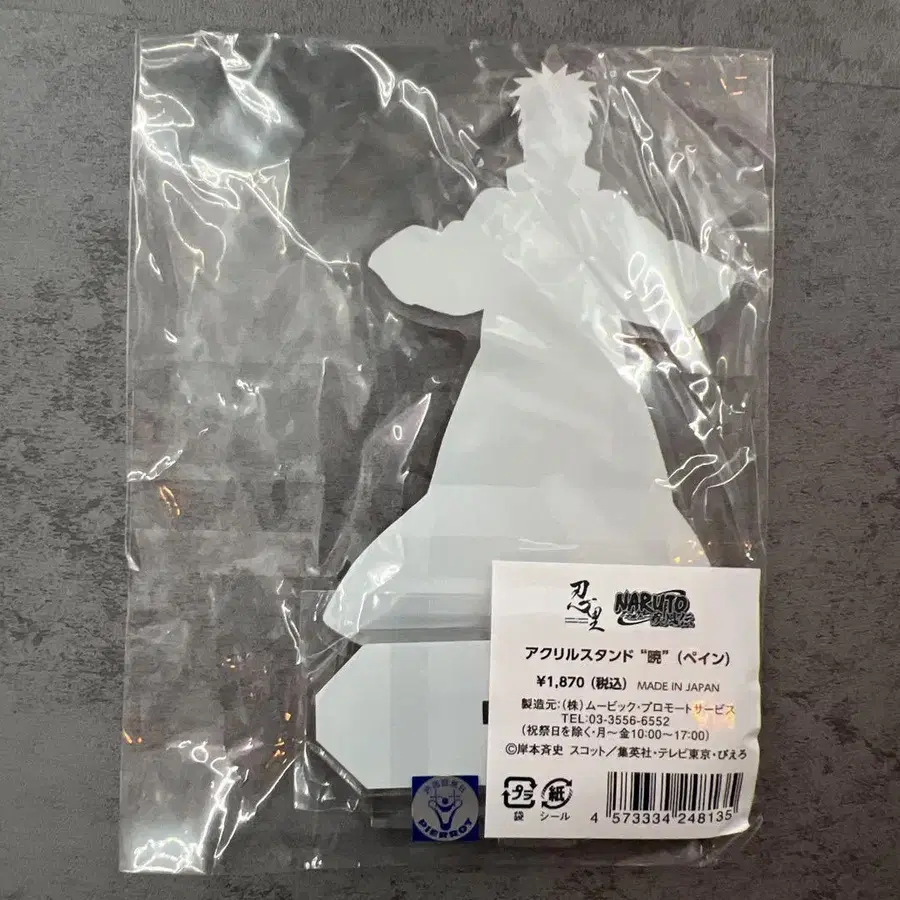 忍里
NARUTO
疾風伝
アクリルスタンド “暁”（ペイン）
¥1,870（税込） MADE IN JAPAN
製造元：（株）ムービック・プロモートサービス
TEL:03-3556-6552
（祝祭日を除く・月〜金10:00〜17:00）
©岸本斉史 スコット／集英社・テレビ東京・ぴえろ
プラ 紙
袋 シール
4 573334 248135
PIERROT